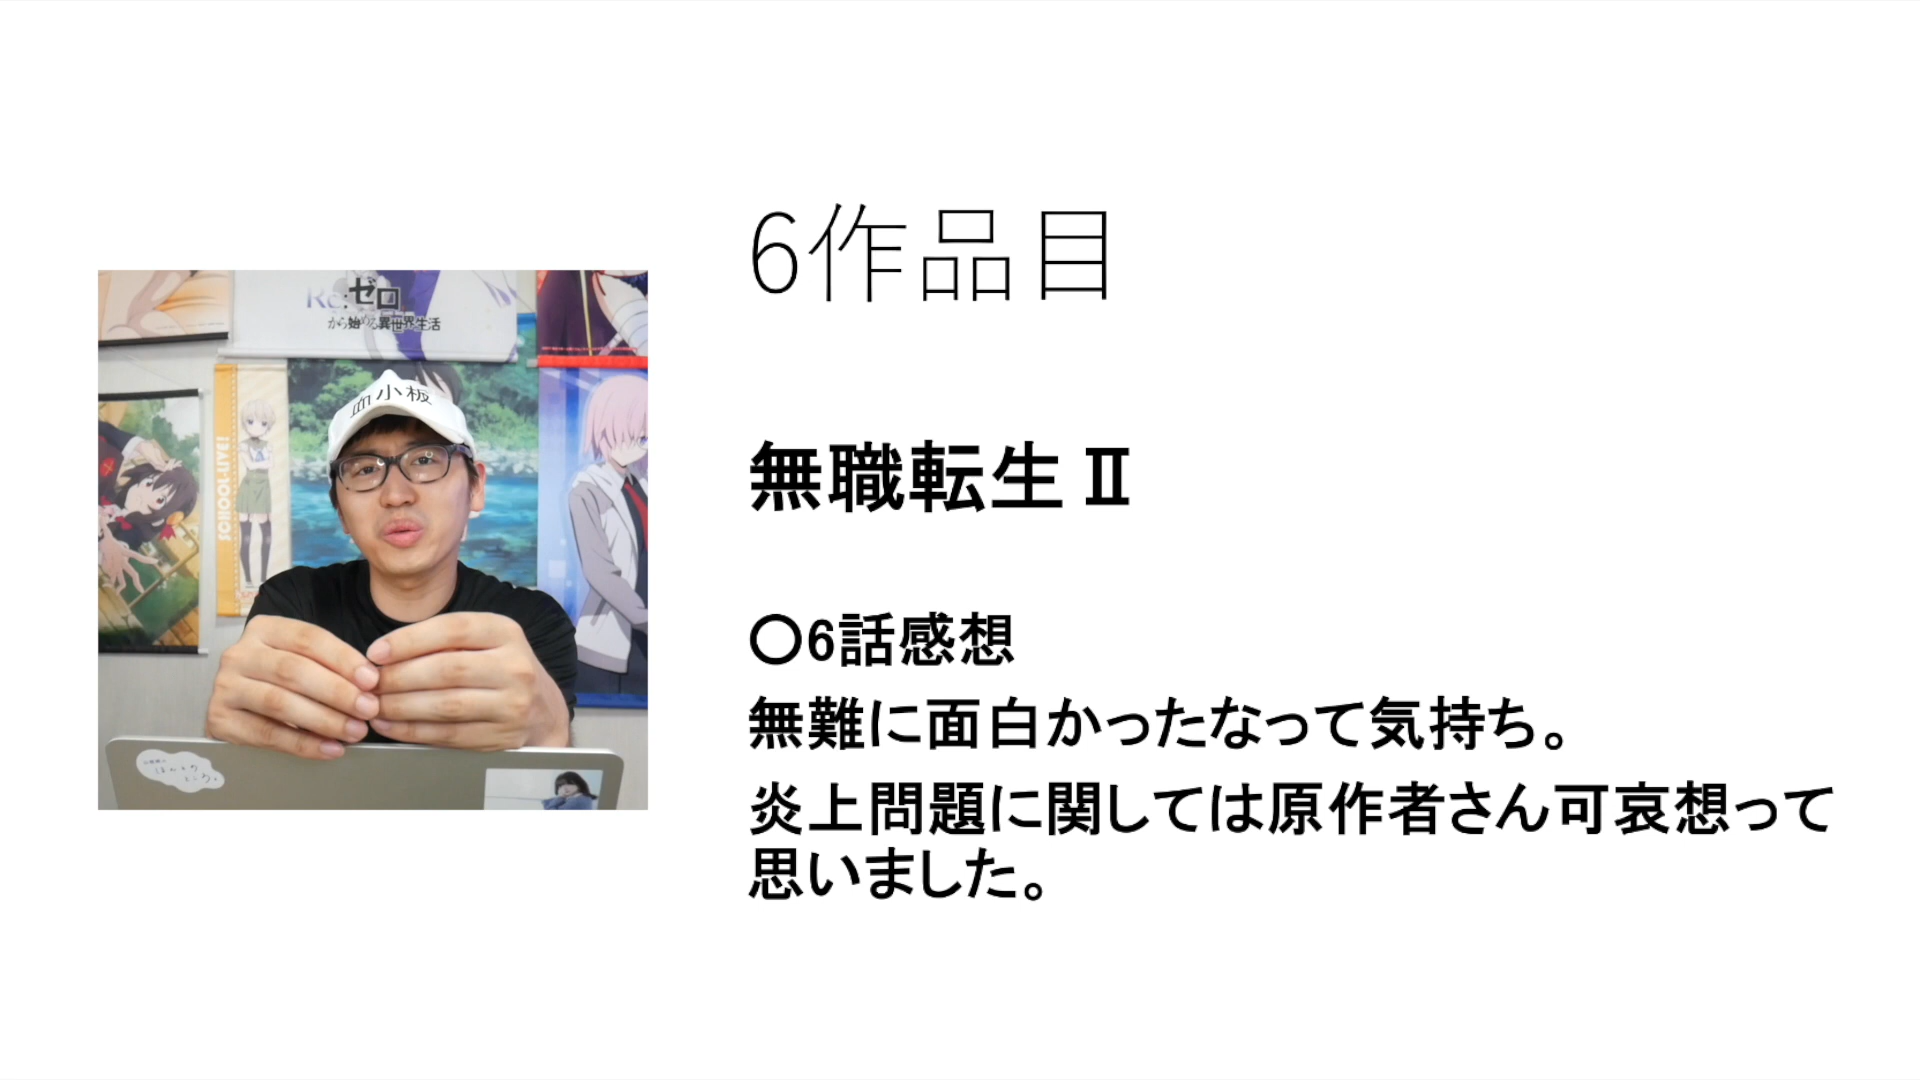 6作品目
無職転生Ⅱ
〇6話感想
無難に面白かったなって気持ち。
炎上問題に関しては原作者さん可哀想って
思いました。
Re:ゼロ
から始める異世界生活
血小板
SCHOOL-LIVE!